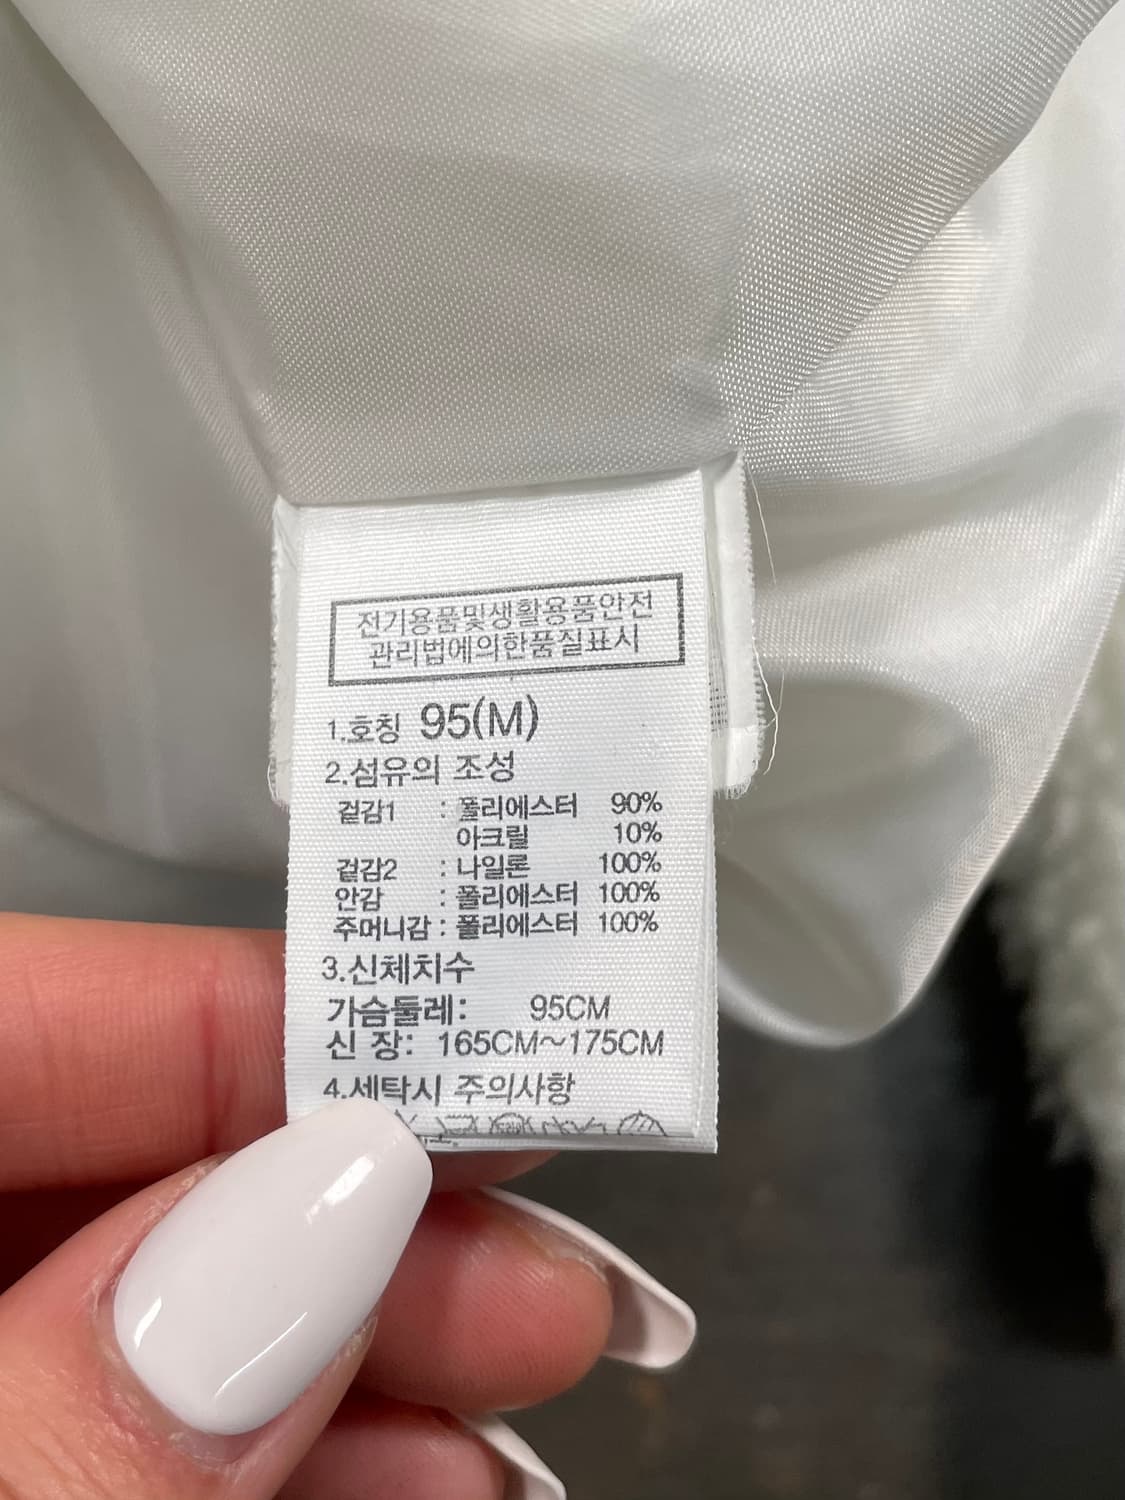 전기용품및생활용품안전
관리법에의한품질표시
1.호칭 95(M)
2.섬유의 조성
겉감1 : 폴리에스터 90%
아크릴 10%
겉감2 : 나일론 100%
안감 : 폴리에스터 100%
주머니감 : 폴리에스터 100%
3.신체치수
가슴둘레: 95CM
신 장: 165CM~175CM
4.세탁시 주의사항